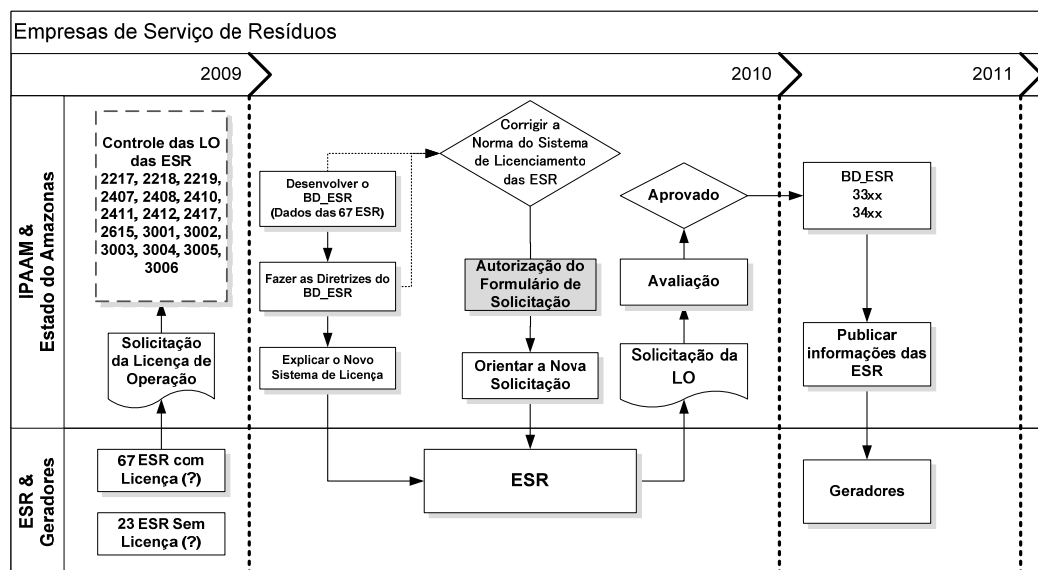 Empresas de Serviço de Resíduos
2009
2010
2011
IPAAM &
Estado do Amazonas
Controle das LO
das ESR
2217, 2218, 2219,
2407, 2408, 2410,
2411, 2412, 2417,
2615, 3001, 3002,
3003, 3004, 3005,
3006
Solicitação
da Licença de
Operação
Desenvolver o
BD_ESR
(Dados das 67 ESR)
Fazer as Diretrizes do
BD_ESR
Explicar o Novo
Sistema de Licença
Corrigir a
Norma do Sistema
de Licenciamento
das ESR
Autorização do
Formulário de
Solicitação
Orientar a Nova
Solicitação
Aprovado
Avaliação
Solicitação da
LO
BD_ESR
33xx
34xx
Publicar
informações das
ESR
ESR &
Geradores
67 ESR com
Licença (?)
23 ESR Sem
Licença (?)
ESR
Geradores